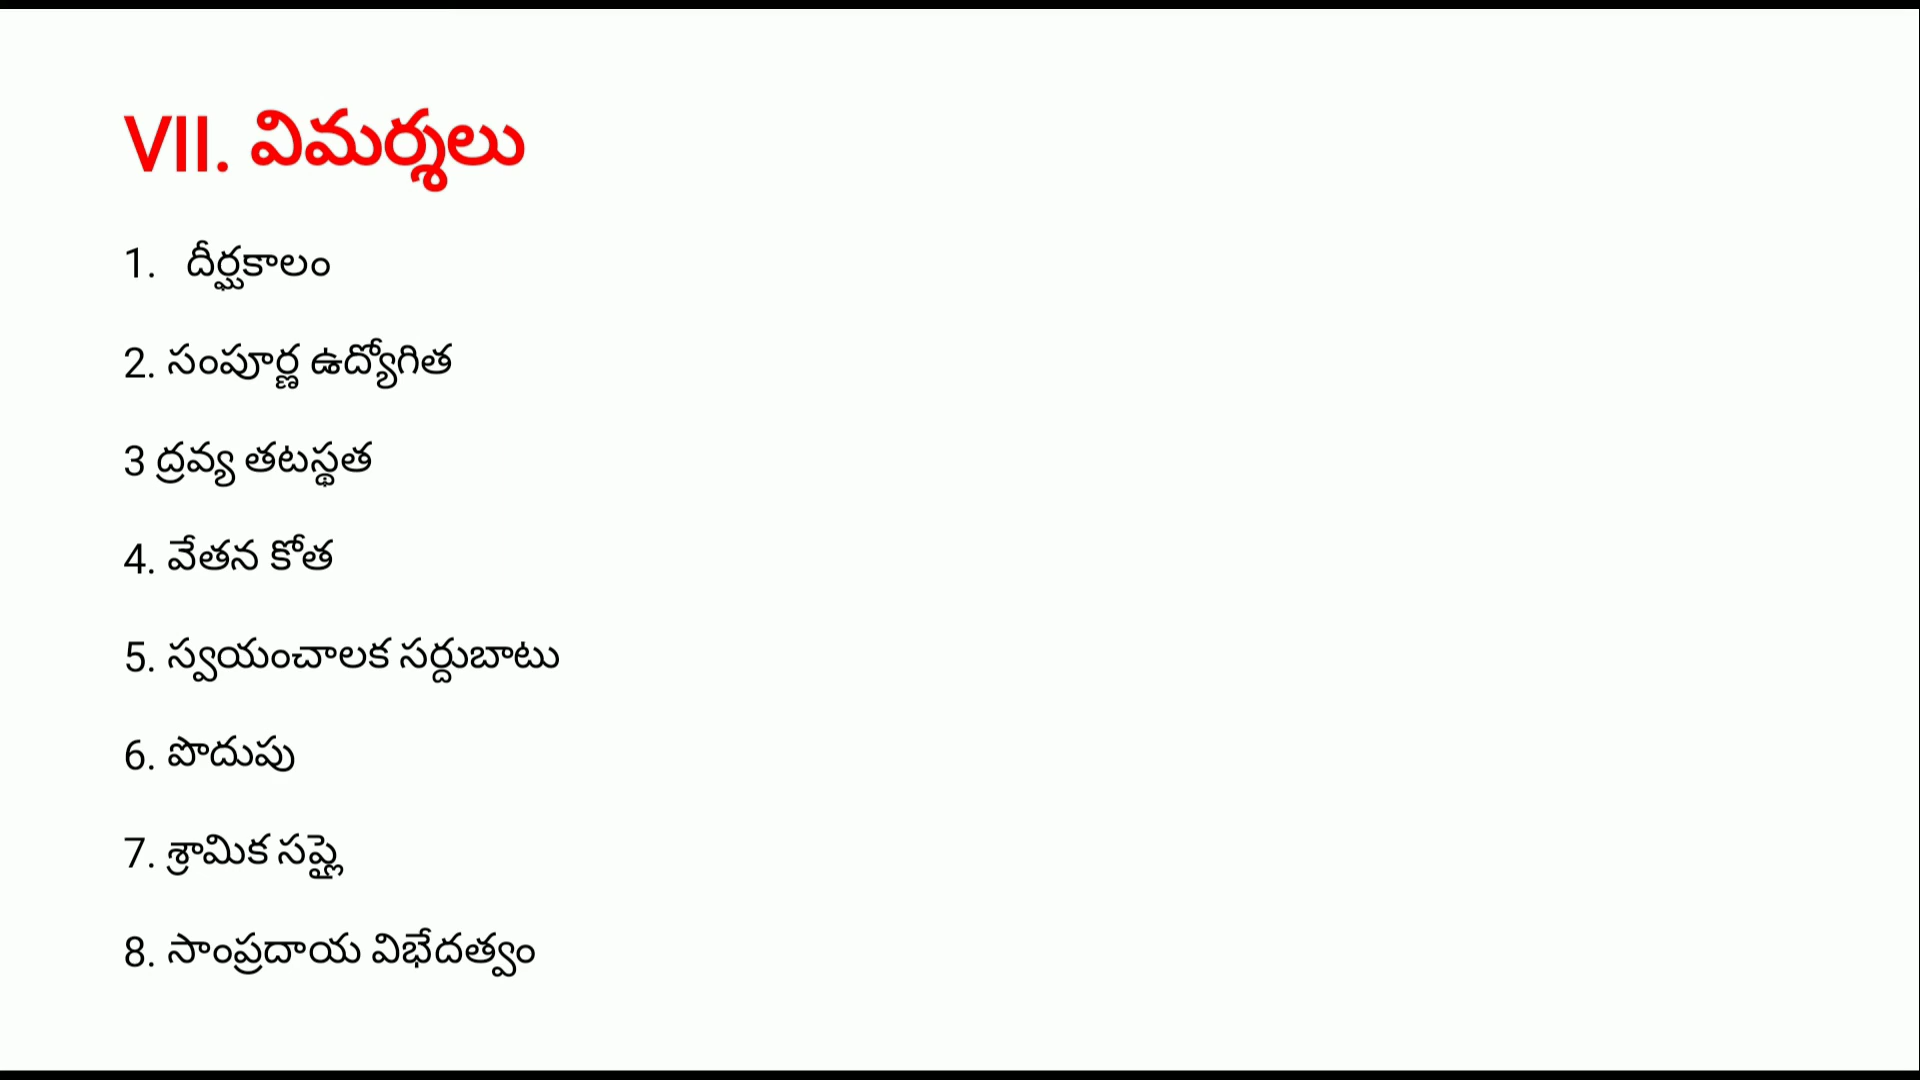 VII. విమర్శలు
1. దీర్ఘకాలం
2. సంపూర్ణ ఉద్యోగిత
3 ద్రవ్య తటస్థత
4. వేతన కోత
5. స్వయంచాలక సర్దుబాటు
6. పొదుపు
7. శ్రామిక సప్లై
8. సాంప్రదాయ విభేదత్వం